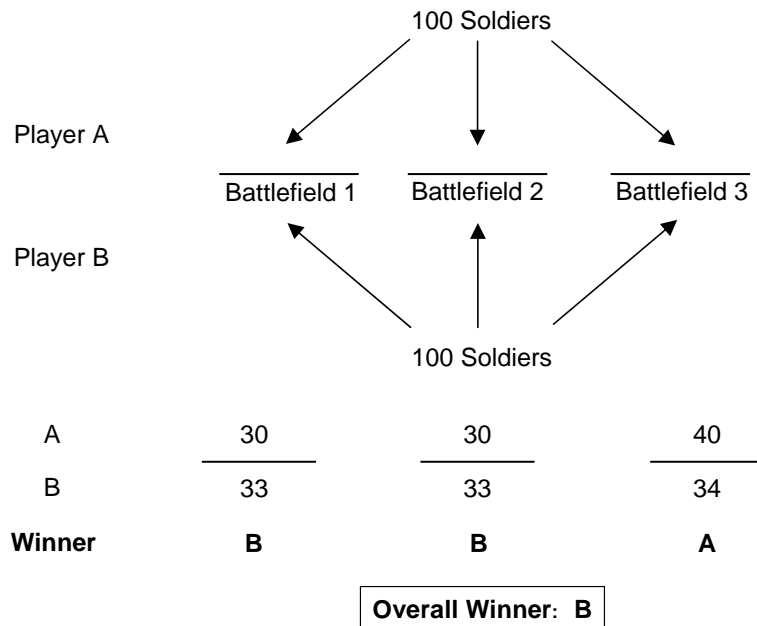 100 Soldiers
Player A
Battlefield 1 Battlefield 2 Battlefield 3
Player B
100 Soldiers
A 30 30 40
B 33 33 34
Winner B B A
Overall Winner: B